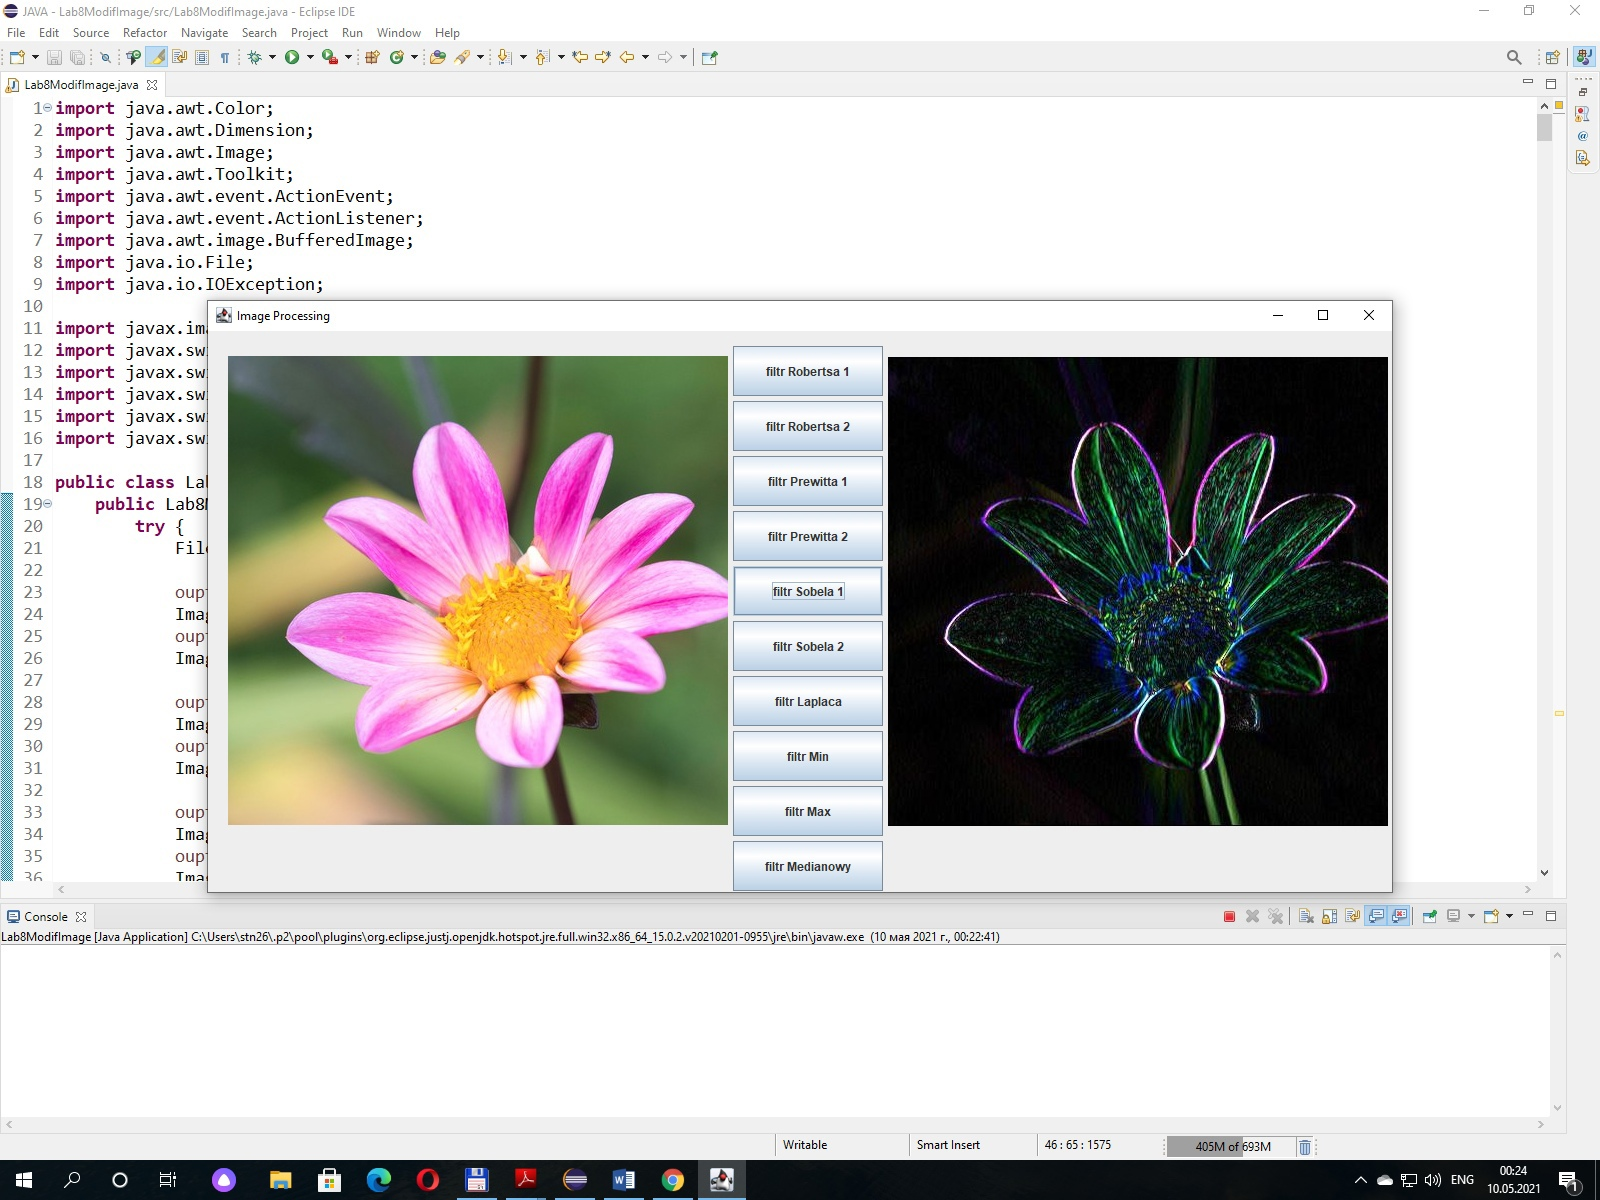 JAVA - Lab8ModifImage/src/Lab8ModifImage.java - Eclipse IDE
File Edit Source Refactor Navigate Search Project Run Window Help
Lab8ModifImage.java
1 import java.awt.Color;
2 import java.awt.Dimension;
3 import java.awt.Image;
4 import java.awt.Toolkit;
5 import java.awt.event.ActionEvent;
6 import java.awt.event.ActionListener;
7 import java.awt.image.BufferedImage;
8 import java.io.File;
9 import java.io.IOException;
10
11 import javax.ima
12 import javax.sw
13 import javax.sw
14 import javax.sw
15 import javax.sw
16 import javax.sw
17
18 public class La
19 public Lab8M
20 try {
21 File
22
23 oup
24 Imag
25 oup
26 Imag
27
28 oup
29 Imag
30 oup
31 Imag
32
33 oup
34 Imag
35 oup
36 Imag
Image Processing
filtr Robertsa 1
filtr Robertsa 2
filtr Prewitta 1
filtr Prewitta 2
filtr Sobela 1
filtr Sobela 2
filtr Laplaca
filtr Min
filtr Max
filtr Medianowy
Console
Lab8ModifImage [Java Application] C:\Users\stn26\.p2\pool\plugins\org.eclipse.justj.openjdk.hotspot.jre.full.win32.x86_64_15.0.2.v20210201-0955\jre\bin\javaw.exe (10 мая 2021 г., 00:22:41)
Writable Smart Insert 46 : 65 : 1575 405M of 693M
ENG 00:24
10.05.2021
1